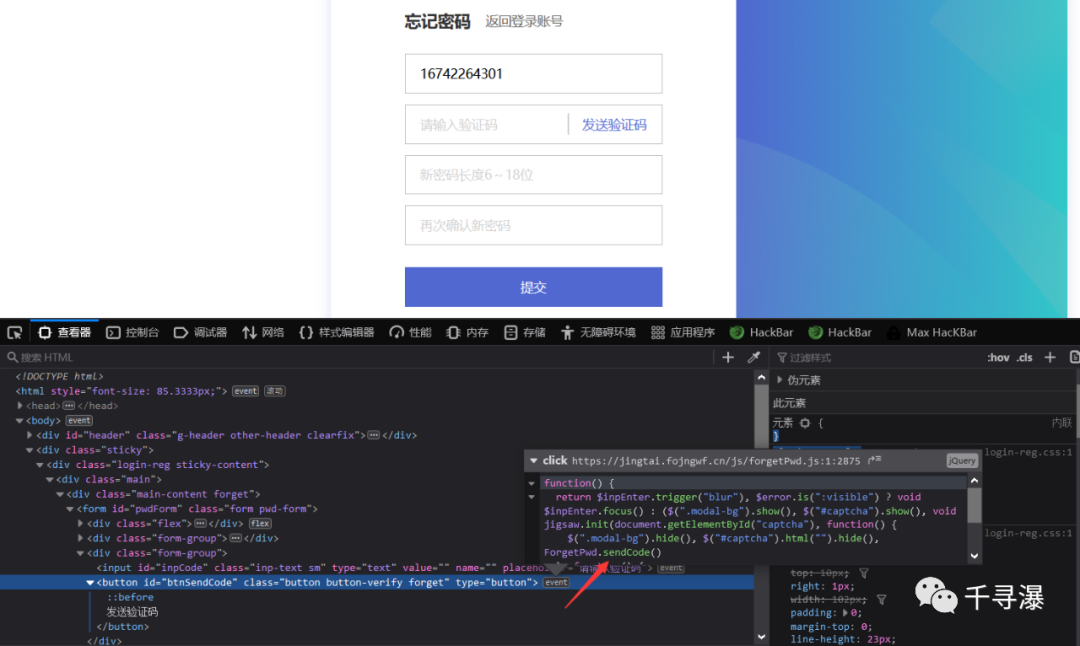 忘记密码 返回登录账号
16742264301
请输入验证码 发送验证码
新密码长度6～18位
再次确认新密码
提交
查看器 控制台 调试器 网络 样式编辑器 性能 内存 存储 无障碍环境 应用程序 HackBar HackBar Max HacKBar
搜索 HTML
过滤样式 :hov .cls
<!DOCTYPE html>
<html style="font-size: 85.3333px;"> event 滚动
<head> </head>
<body> event
<div id="header" class="g-header other-header clearfix"> </div>
<div class="sticky">
<div class="login-reg sticky-content">
<div class="main">
<div class="main-content forget">
<form id="pwdForm" class="form pwd-form">
<div class="flex"> </div> flex
<div class="form-group"> </div>
<div class="form-group">
<input id="inpCode" class="inp-text sm" type="text" value="" name="" placeho
"请输入验证码"> event
<button id="btnSendCode" class="button button-verify forget" type="button"> event
::before
发送验证码
</button>
</div>
click https://jingtai.fojngwf.cn/js/forgetPwd.js:1:2875 jQuery
function() {
return $inpEnter.trigger("blur"), $error.is(":visible") ? void
$inpEnter.focus() : ($(".modal-bg").show(), $("#captcha").show(), void
jigsaw.init(document.getElementById("captcha"), function() {
$(".modal-bg").hide(), $("#captcha").html("").hide(),
ForgetPwd.sendCode()
伪元素
此元素
元素 {
内联
}
login-reg.css:1
login-reg.css:1
top: 10px;
right: 1px;
width: 102px;
padding: 0;
margin-top: 0;
line-height: 23px;
千寻瀑